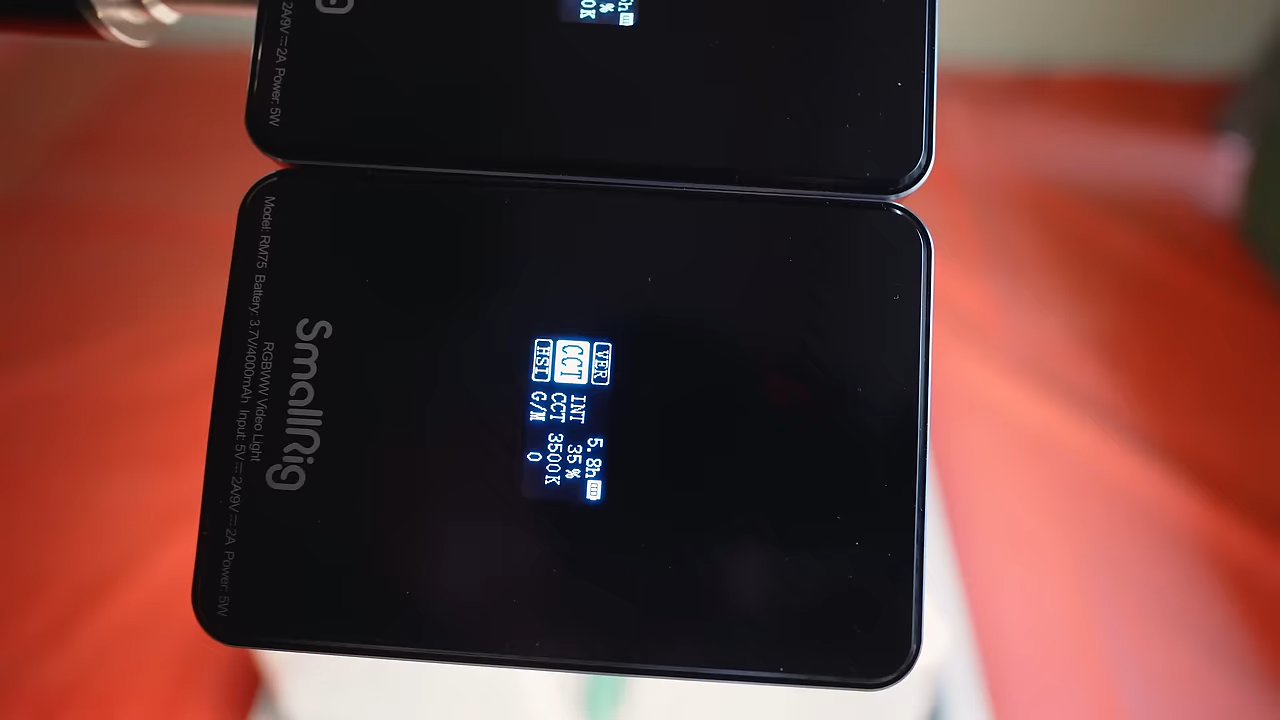 2A/9V⎓2A Power: 5W
%
K
SmallRig
RGBWW Video Light
Model: RM75 Battery: 3.7V/4000mAh Input: 5V⎓2A/9V⎓2A Power: 5W
5.8h
VER INT 35%
CCT CCT 3500K
HSI G/M 0